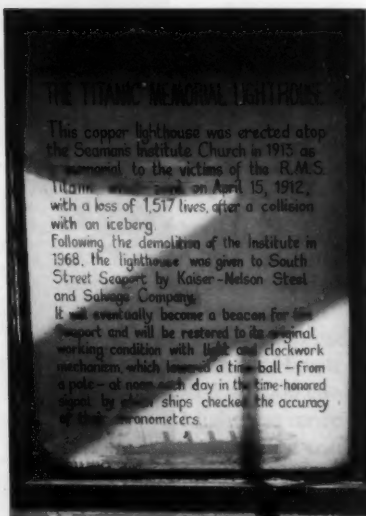 THE TITANIC MEMORIAL LIGHTHOUSE
This copper lighthouse was erected atop
the Seaman's Institute Church in 1913 as
memorial to the victims of the R.M.S.
Titanic which sank on April 15, 1912,
with a loss of 1,517 lives, after a collision
with an iceberg.
Following the demolition of the Institute in
1968, the lighthouse was given to South
Street Seaport by Kaiser-Nelson Steel
and Salvage Company.
It will eventually become a beacon for the
Seaport and will be restored to its original
working condition with light and clockwork
mechanism, which lowered a time ball – from
a pole – at noon each day in the time-honored
signal by which ships checked the accuracy
of their chronometers.